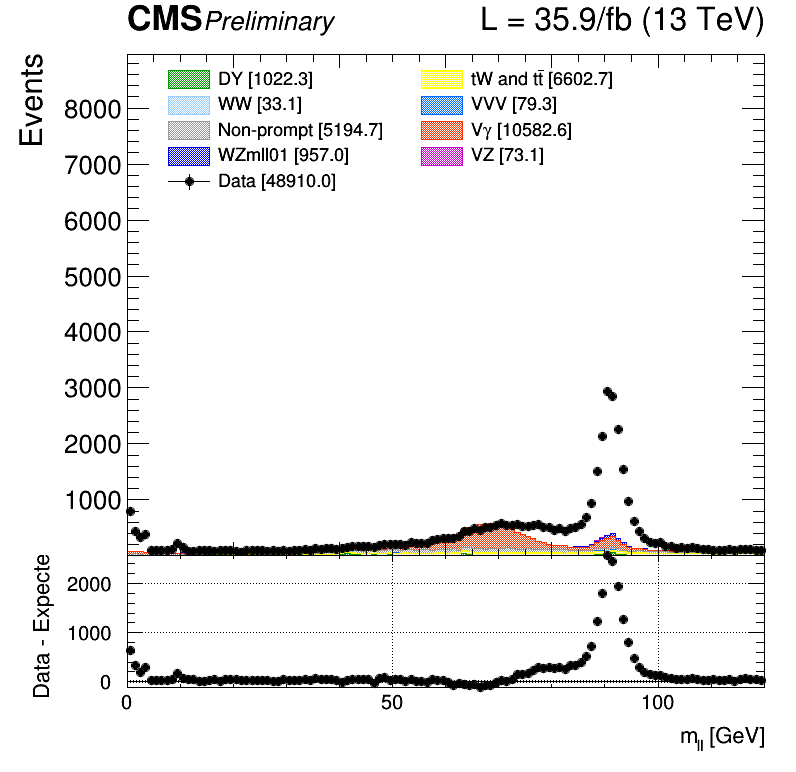 CMS Preliminary L = 35.9/fb (13 TeV)
Events
DY [1022.3]
WW [33.1]
Non-prompt [5194.7]
WZmll01 [957.0]
Data [48910.0]
tW and tt̄ [6602.7]
VVV [79.3]
Vγ [10582.6]
VZ [73.1]
8000
7000
6000
5000
4000
3000
2000
1000
Data - Expecte
2000
1000
0
0 50 100
m_ll [GeV]